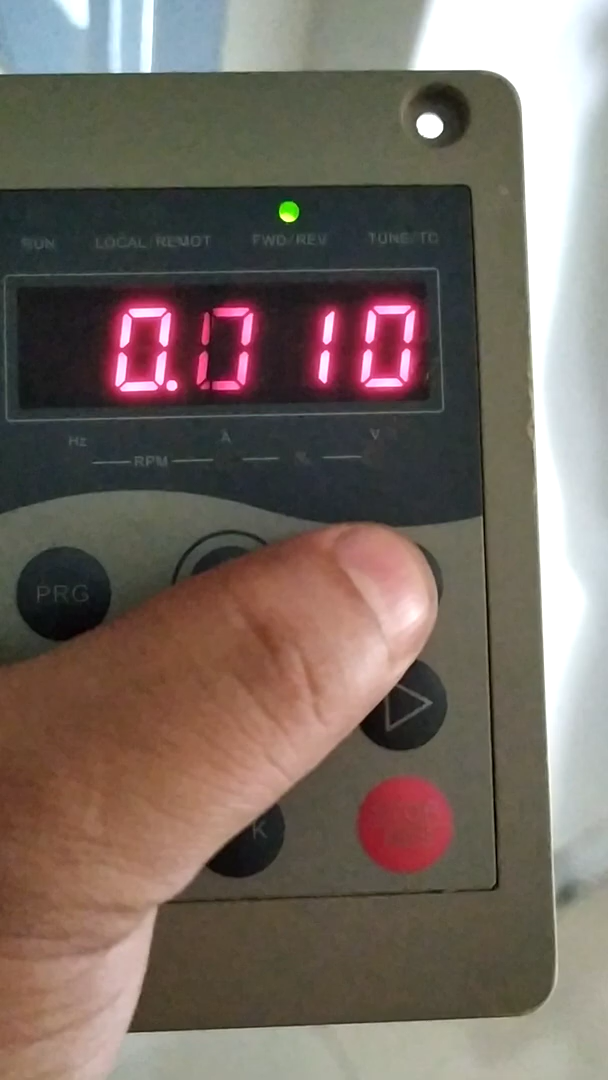 RUN LOCAL/REMOT FWD/REV TUNE/TC
0.010
Hz A V
RPM %
PRG
K